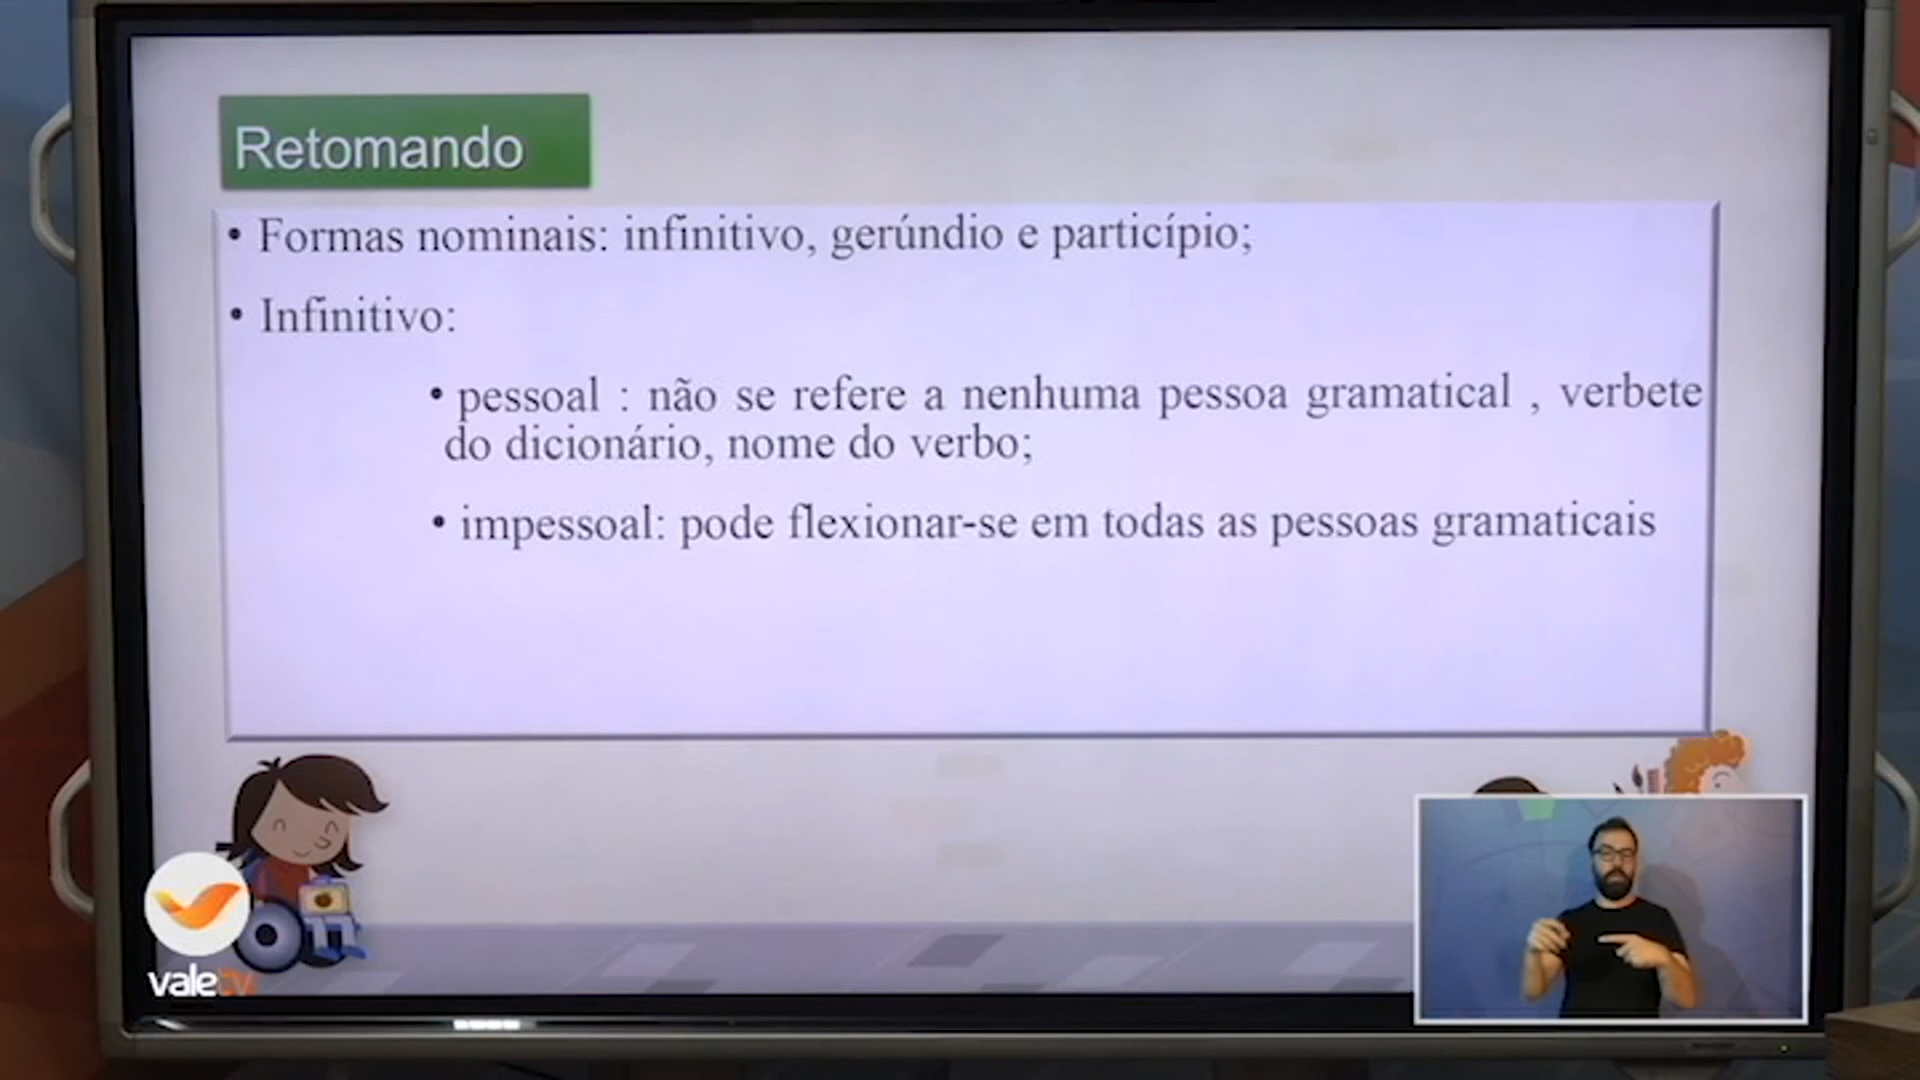 Retomando
• Formas nominais: infinitivo, gerúndio e particípio;
• Infinitivo:
• pessoal : não se refere a nenhuma pessoa gramatical , verbete
do dicionário, nome do verbo;
• impessoal: pode flexionar-se em todas as pessoas gramaticais
valetv